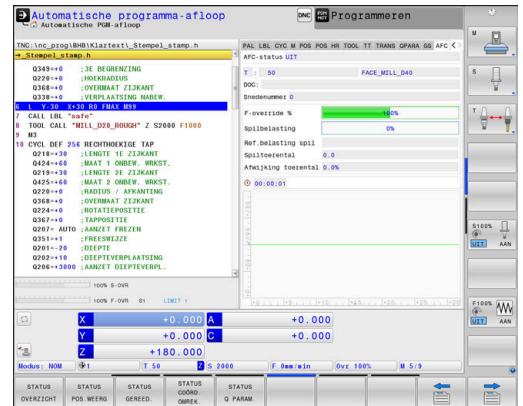 Automatische programma-afloop
Automatische PGM-afloop
DNC
Programmeren
TNC:\nc_prog\BHB\Klartext\_Stempel_stamp.h
→_Stempel_stamp.h
Q349=+0 ;3E BEGRENZING
Q220=+0 ;HOEKRADIUS
Q368=+0 ;OVERMAAT ZIJKANT
Q338=+0 ;VERPLAATSING NABEW.
6 L Y-30 X+30 R0 FMAX M99
7 CALL LBL "safe"
8 TOOL CALL "MILL_D20_ROUGH" Z S2000 F1000
9 M3
10 CYCL DEF 256 RECHTHOEKIGE TAP
Q218=+30 ;LENGTE 1E ZIJKANT
Q424=+60 ;MAAT 1 ONBEW. WRKST.
Q219=+30 ;LENGTE 2E ZIJKANT
Q425=+60 ;MAAT 2 ONBEW. WRKST.
Q220=+0 ;RADIUS / AFKANTING
Q368=+0 ;OVERMAAT ZIJKANT
Q224=+0 ;ROTATIEPOSITIE
Q367=+0 ;TAPPOSITIE
Q207= AUTO ;AANZET FREZEN
Q351=+1 ;FREESWIJZE
Q201=-20 ;DIEPTE
Q202=+10 ;DIEPTEVERPLAATSING
Q206=+3000 ;AANZET DIEPTEVERPL.
100% S-OVR
100% F-OVR S1 LIMIT 1
PAL LBL CYC M POS POS HR TOOL TT TRANS QPARA GS AFC
AFC-status UIT
T : 50 FACE_MILL_D40
DOC:
Snedenummer 0
F-override % 100%
Spilbelasting 0%
Ref.belasting spil
Spiltoerental 0.0
Afwijking toerental 0.0%
00:00:01
X +0.000 A +0.000
Y +0.000 C +0.000
Z +180.000
Modus: NOM 1 T 50 Z S 2000 F 0mm/min Ovr 100% M 5/9
STATUS OVERZICHT
STATUS POS.WEERG
STATUS GEREED.
STATUS COÖRD. OMREK.
STATUS Q PARAM.
M
S
T
S100%
UIT AAN
F100%
UIT AAN